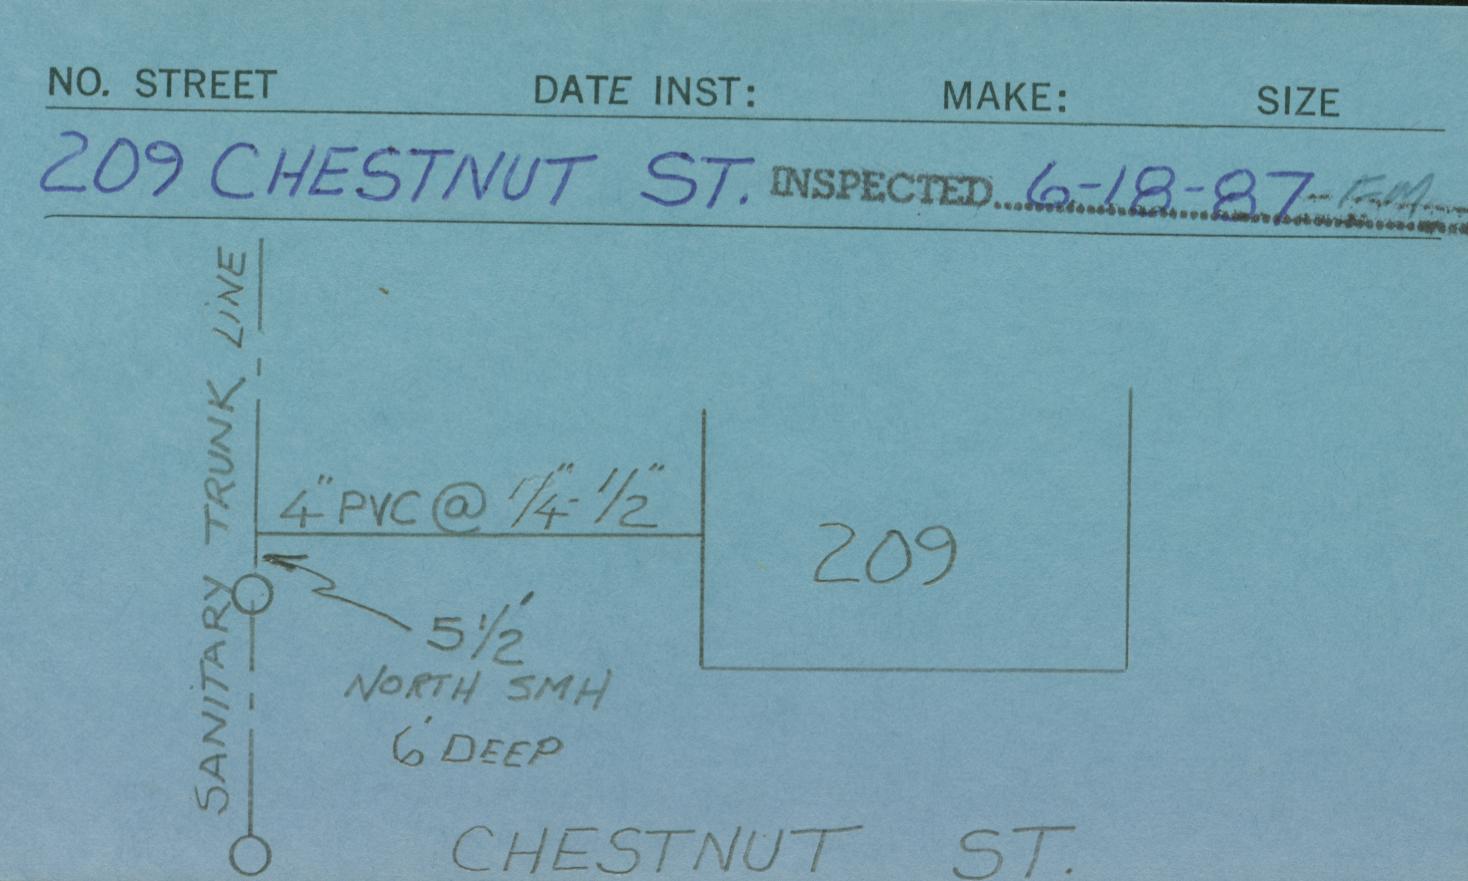 NO. STREET DATE INST: MAKE: SIZE
209 CHESTNUT ST. INSPECTED 6-18-87 - F.M.
SANITARY TRUNK LINE
4" PVC @ 1/4"-1/2"
209
5 1/2'
NORTH SMH
6' DEEP
CHESTNUT ST.